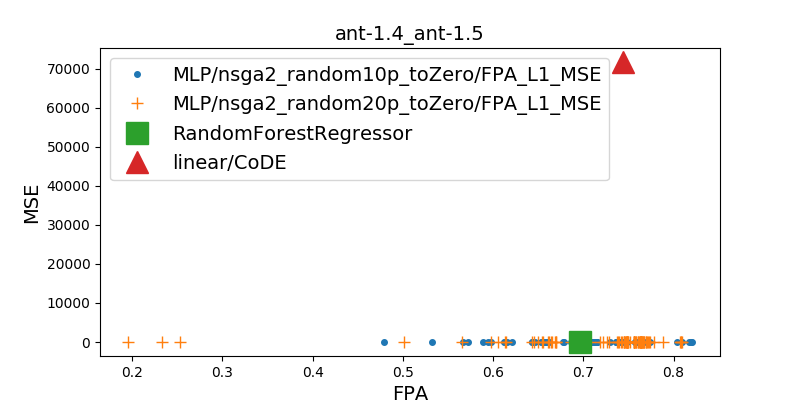 ant-1.4_ant-1.5
MLP/nsga2_random10p_toZero/FPA_L1_MSE
MLP/nsga2_random20p_toZero/FPA_L1_MSE
RandomForestRegressor
linear/CoDE
MSE
70000
60000
50000
40000
30000
20000
10000
0
0.2 0.3 0.4 0.5 0.6 0.7 0.8
FPA